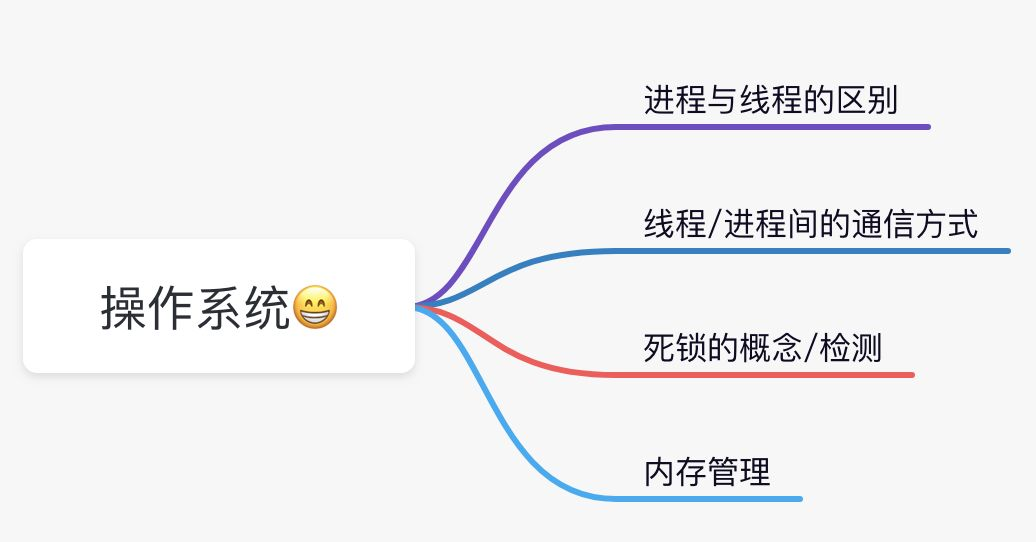 操作系统😁
进程与线程的区别
线程/进程间的通信方式
死锁的概念/检测
内存管理